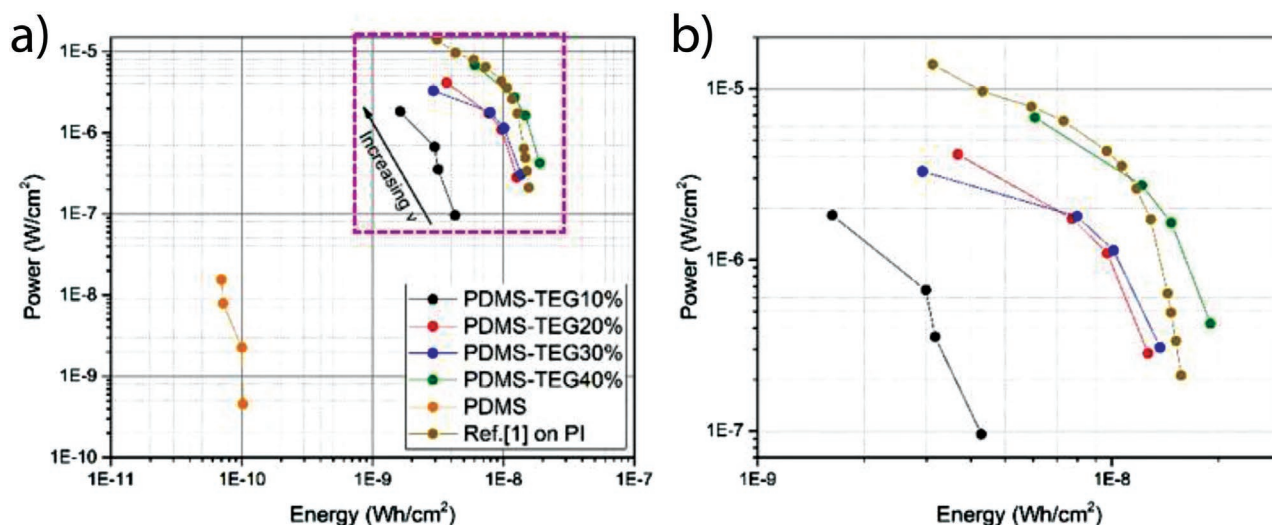 a)
1E-5
1E-6
1E-7
1E-8
1E-9
1E-10
Power (W/cm²)
Increasing ν
PDMS-TEG10%
PDMS-TEG20%
PDMS-TEG30%
PDMS-TEG40%
PDMS
Ref.[1] on PI
1E-11 1E-10 1E-9 1E-8 1E-7
Energy (Wh/cm²)
b)
1E-5
1E-6
1E-7
Power (W/cm²)
1E-9 1E-8
Energy (Wh/cm²)